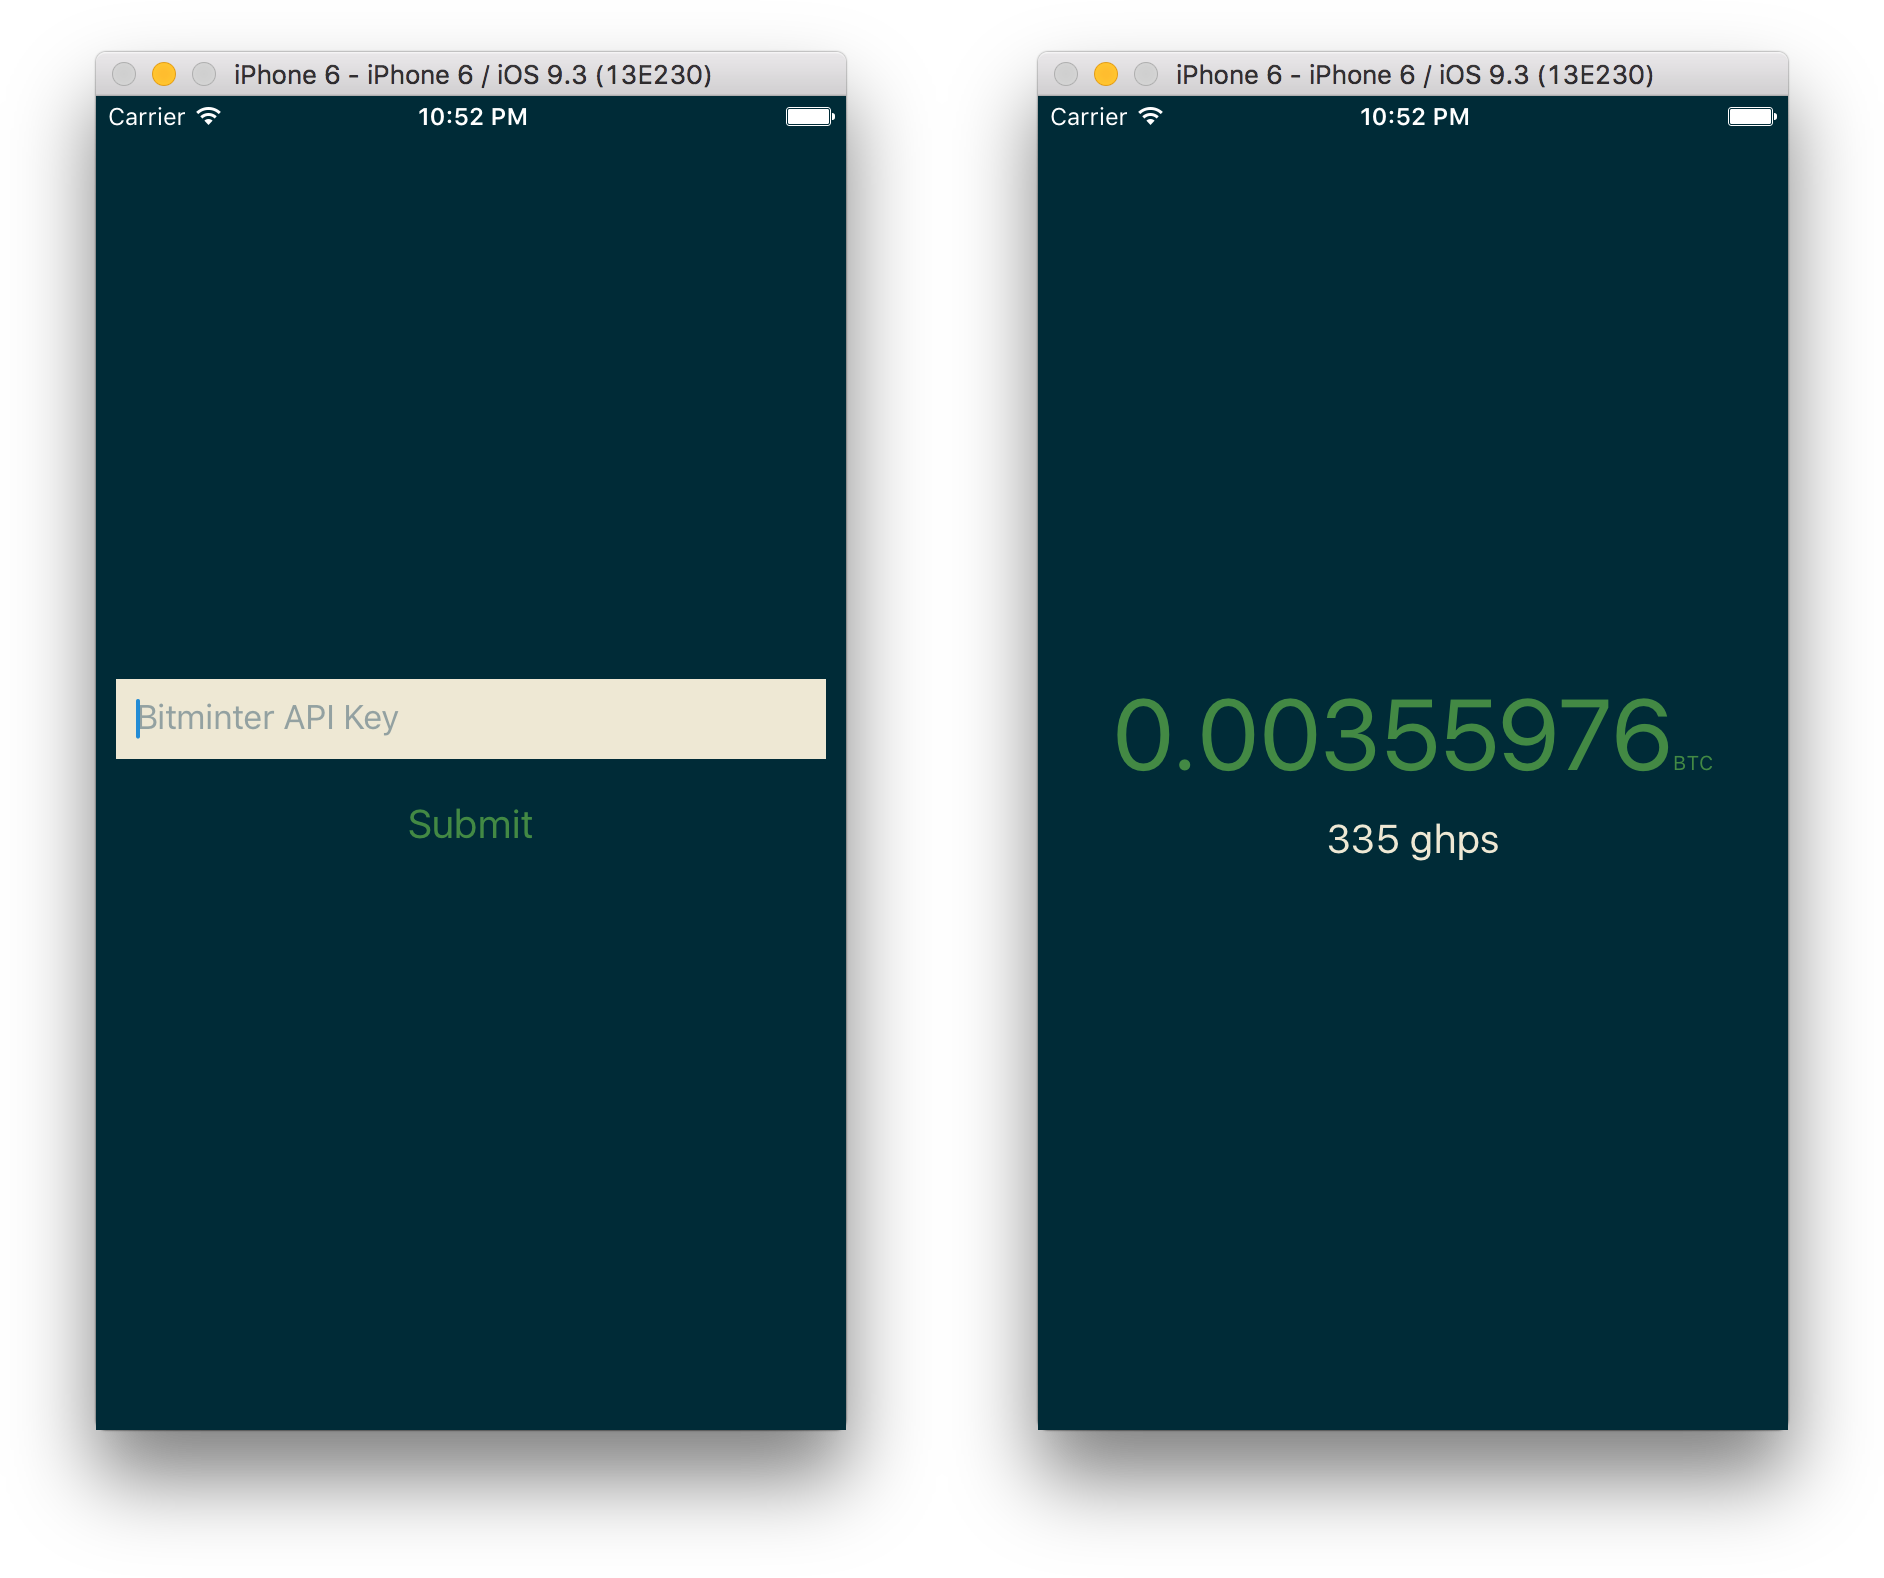 iPhone 6 - iPhone 6 / iOS 9.3 (13E230)
Carrier 10:52 PM
Bitminter API Key
Submit
iPhone 6 - iPhone 6 / iOS 9.3 (13E230)
Carrier 10:52 PM
0.00355976 BTC
335 ghps